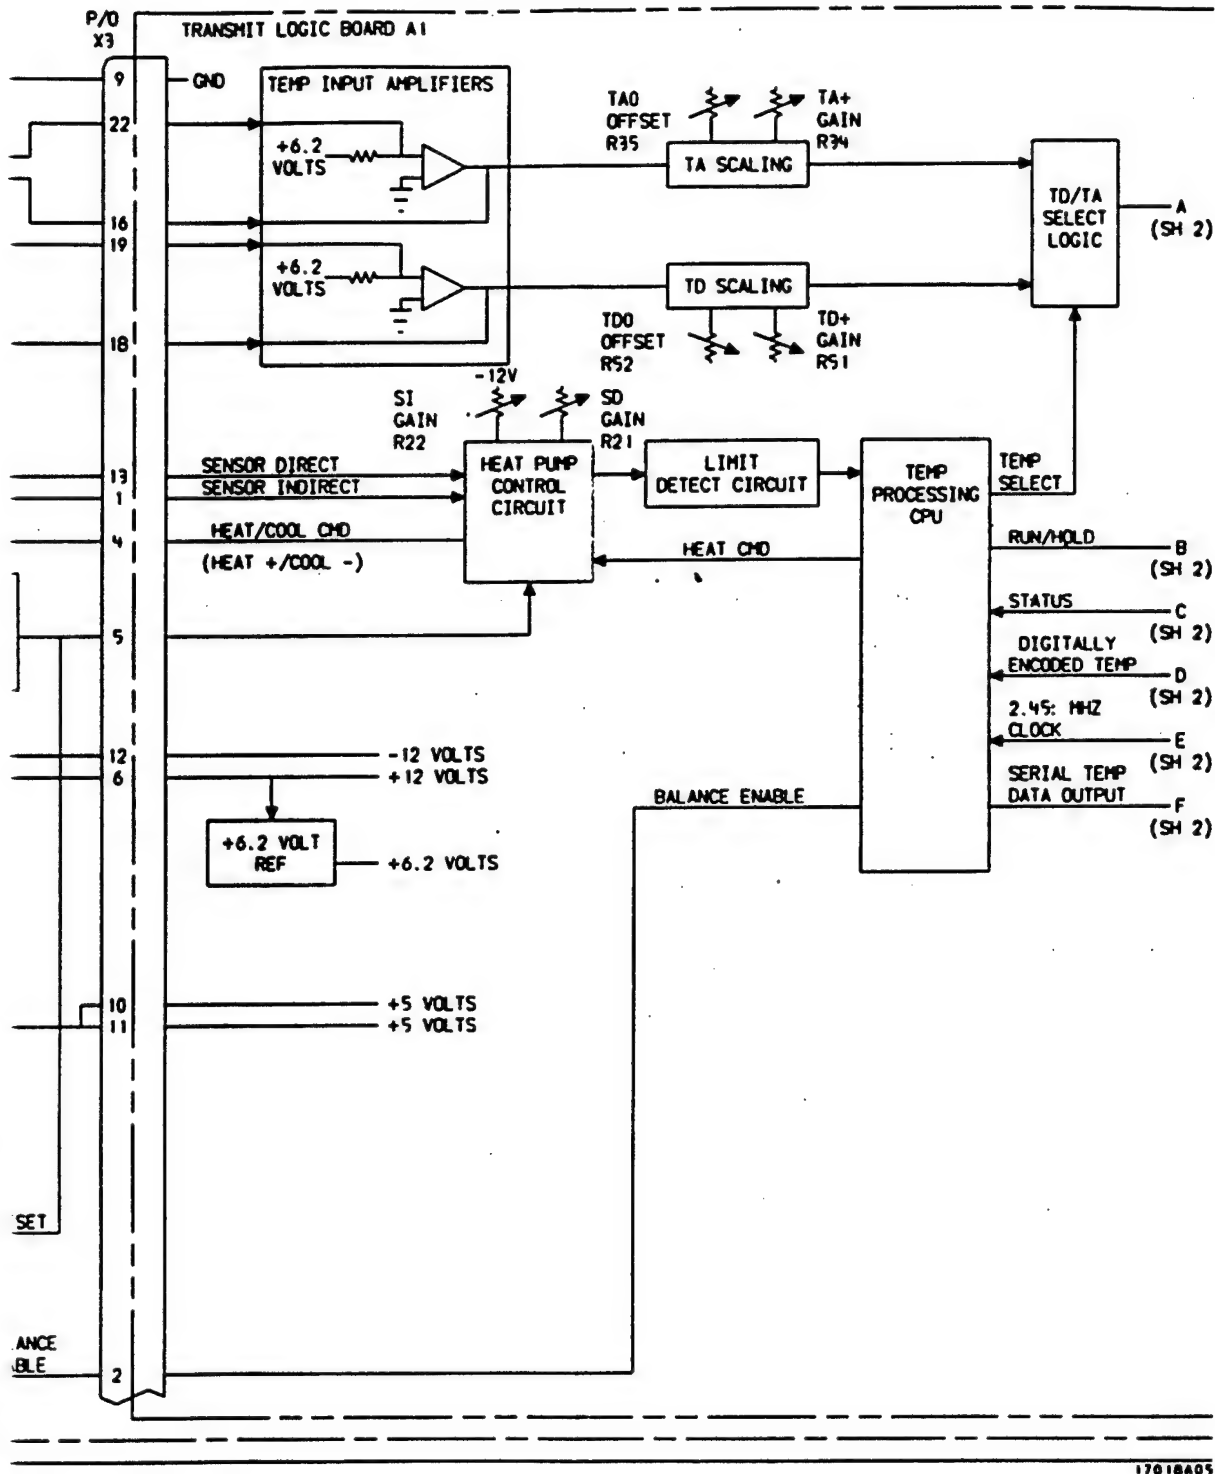 P/O
X3
TRANSMIT LOGIC BOARD A1
9
GND
TEMP INPUT AMPLIFIERS
22
+6.2
VOLTS
16
19
+6.2
VOLTS
18
TA0
OFFSET
R35
TA+
GAIN
R34
TA SCALING
TD SCALING
TD0
OFFSET
R52
TD+
GAIN
R51
TD/TA
SELECT
LOGIC
A
(SH 2)
-12V
SI
GAIN
R22
SD
GAIN
R21
13
SENSOR DIRECT
1
SENSOR INDIRECT
4
HEAT/COOL CMD
(HEAT +/COOL -)
HEAT PUMP
CONTROL
CIRCUIT
LIMIT
DETECT CIRCUIT
HEAT CMD
TEMP
PROCESSING
CPU
TEMP
SELECT
RUN/HOLD
B
(SH 2)
STATUS
C
(SH 2)
DIGITALLY
ENCODED TEMP
D
(SH 2)
2.45: MHZ
CLOCK
E
(SH 2)
SERIAL TEMP
DATA OUTPUT
F
(SH 2)
5
12
-12 VOLTS
6
+12 VOLTS
BALANCE ENABLE
+6.2 VOLT
REF
+6.2 VOLTS
10
+5 VOLTS
11
+5 VOLTS
SET
ANCE
ABLE
2
17018A05